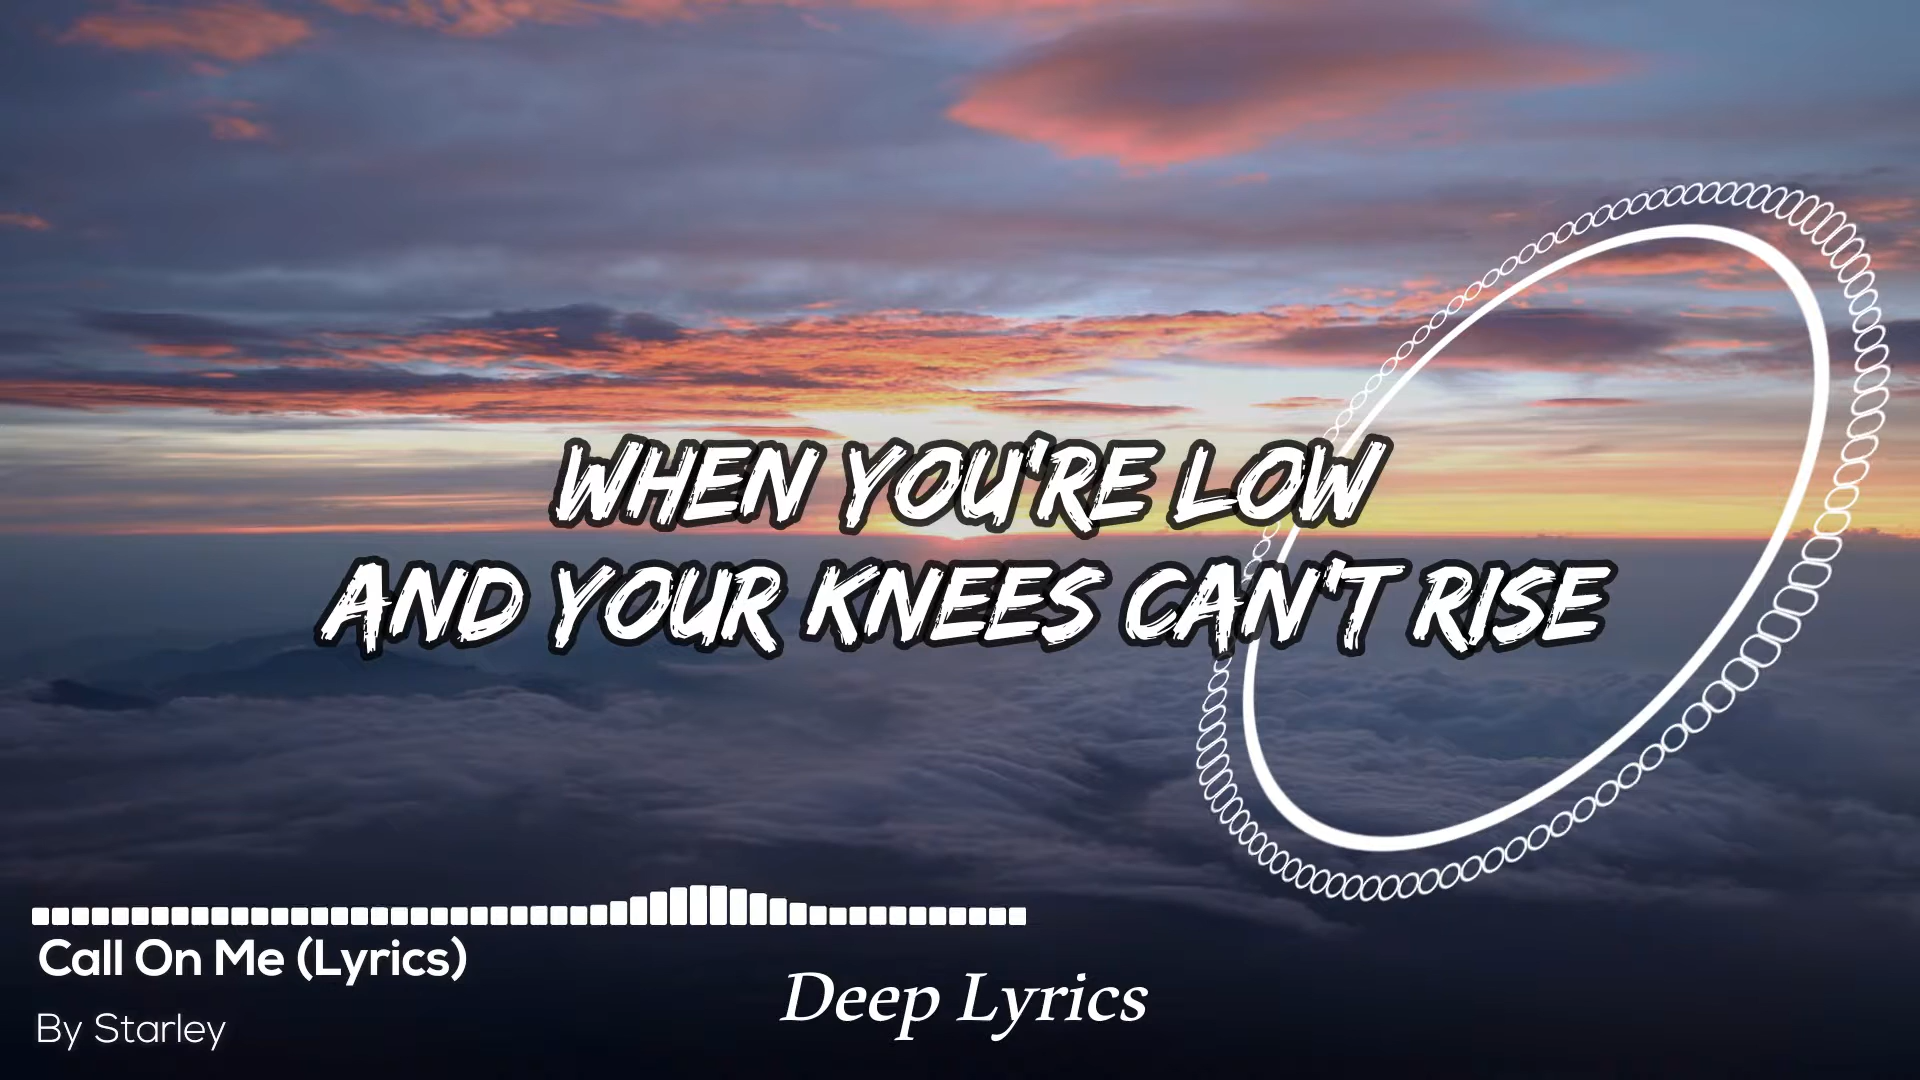 WHEN YOU'RE LOW
AND YOUR KNEES CAN'T RISE
Call On Me (Lyrics)
By Starley
Deep Lyrics